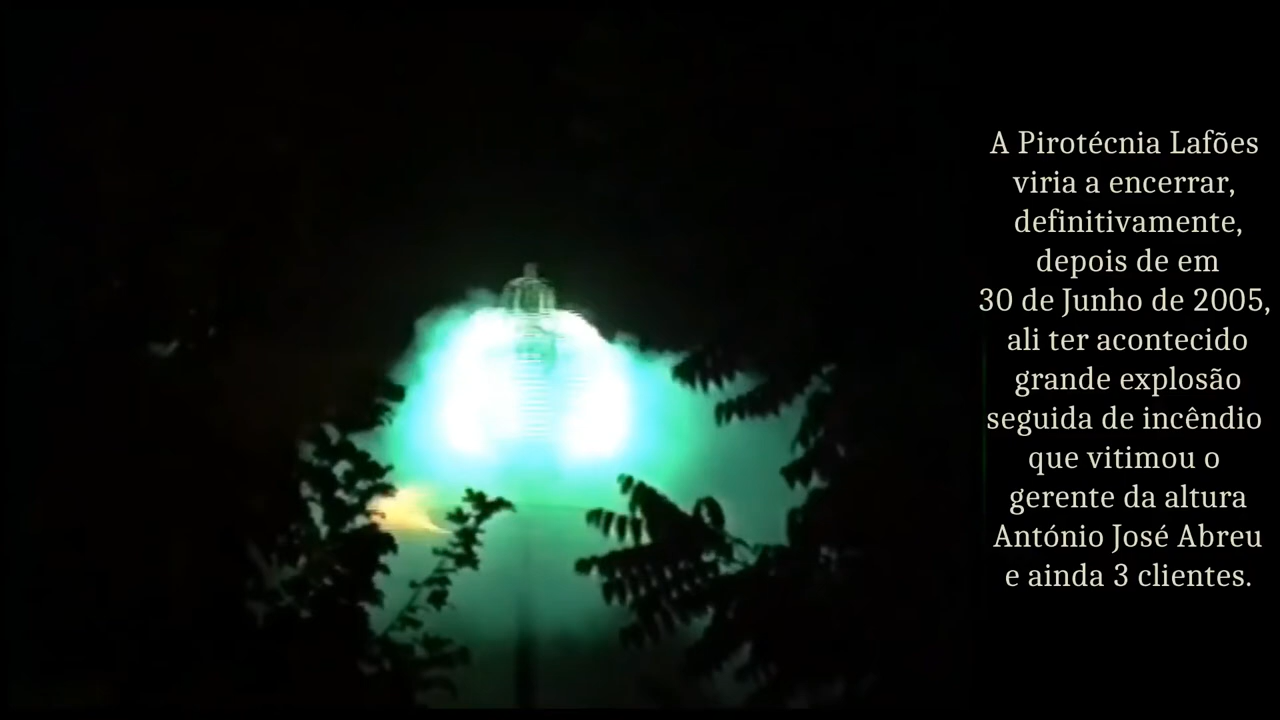 A Pirotécnia Lafões
viria a encerrar,
definitivamente,
depois de em
30 de Junho de 2005,
ali ter acontecido
grande explosão
seguida de incêndio
que vitimou o
gerente da altura
António José Abreu
e ainda 3 clientes.